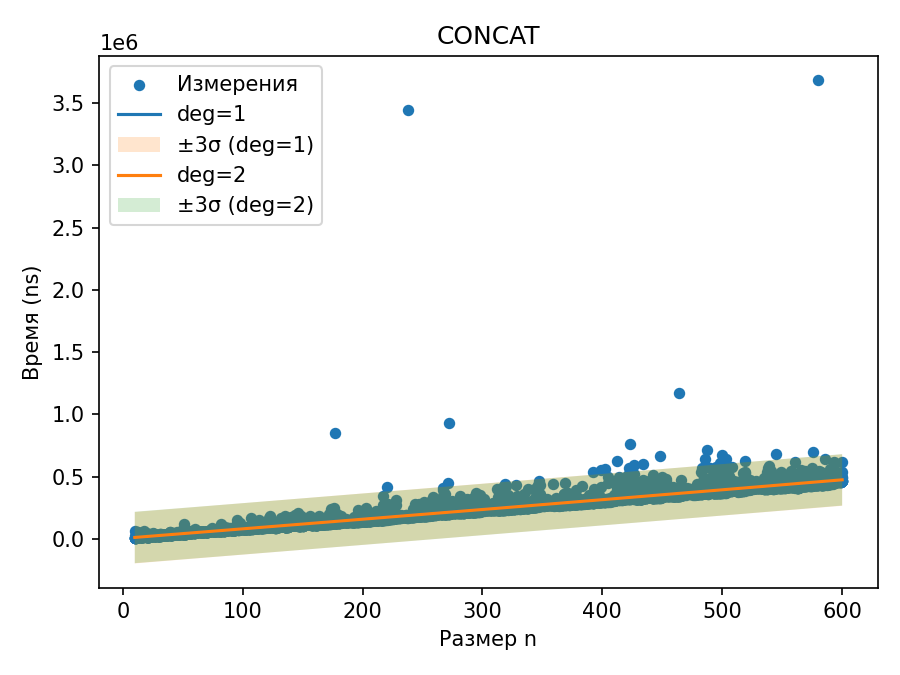 CONCAT
1e6
Измерения
deg=1
±3σ (deg=1)
deg=2
±3σ (deg=2)
3.5
3.0
2.5
2.0
1.5
1.0
0.5
0.0
Время (ns)
0 100 200 300 400 500 600
Размер n